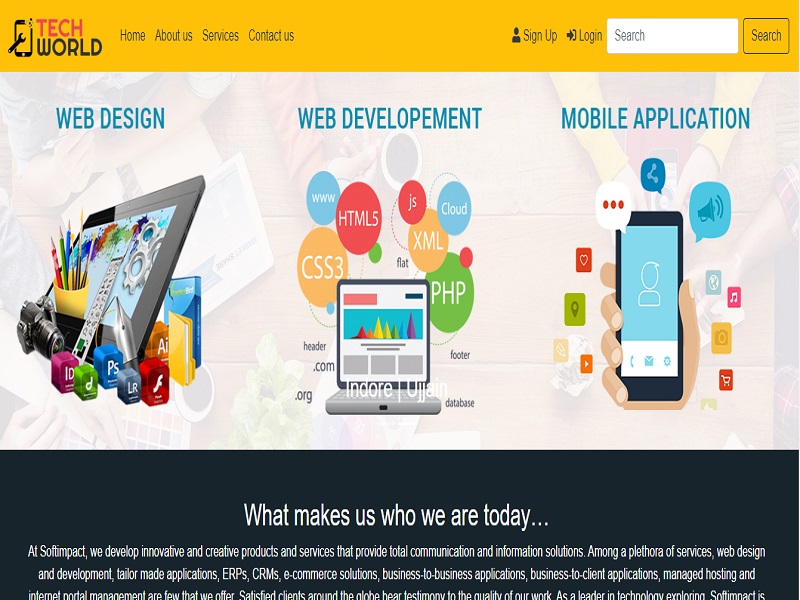 TECH
WORLD
Home About us Services Contact us
Sign Up Login Search Search
WEB DESIGN WEB DEVELOPEMENT MOBILE APPLICATION
www
HTML5
js
Cloud
CSS3
XML
flat
PHP
header
footer
.com
Indore | Ujjain
.org
database
ID
Ps
Ai
Lr
What makes us who we are today…
At Softimpact, we develop innovative and creative products and services that provide total communication and information solutions. Among a plethora of services, web design
and development, tailor made applications, ERPs, CRMs, e-commerce solutions, business-to-business applications, business-to-client applications, managed hosting and
internet portal management are few that we offer. Satisfied clients around the globe bear testimony to the quality of our work. As a leader in technology exploring, Softimpact is